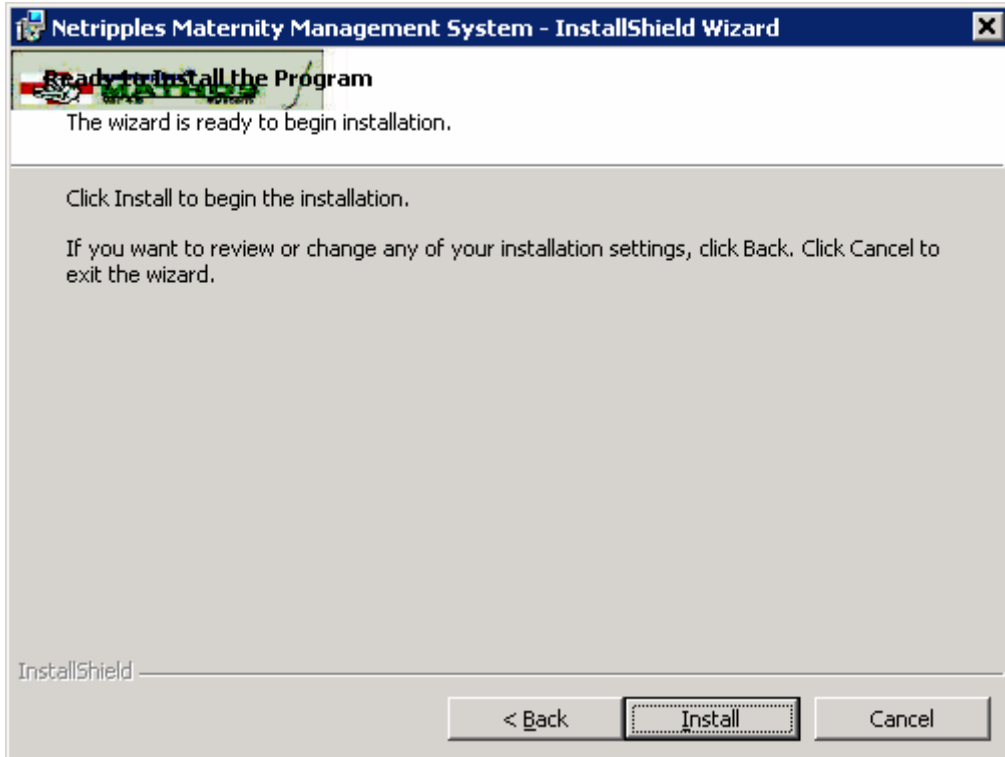 Netripples Maternity Management System - InstallShield Wizard
Ready to Install the Program
The wizard is ready to begin installation.
Click Install to begin the installation.
If you want to review or change any of your installation settings, click Back. Click Cancel to
exit the wizard.
InstallShield
< Back Install Cancel